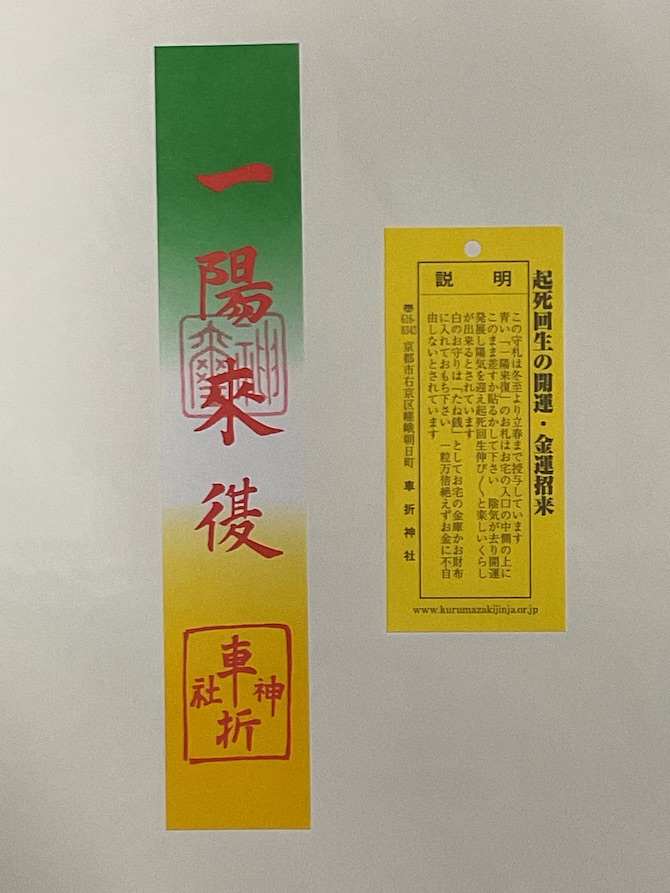 一陽來復
車折神社
起死回生の開運・金運招来
説明
この守札は冬至より立春まで授与しています
青い「一陽来復」のお札はお宅の入口の中側の上に
このまま差すか貼るかして下さい 陰気が去り開運
発展し陽気を迎え起死回生伸び〱と楽しいくらし
が出来るとされています
白のお守りは「たね銭」としてお宅の金庫かお財布
に入れておもち下さい 一粒万倍絶えずお金に不自
由しないとされています
京都市右京区嵯峨朝日町 車折神社
www.kurumazakijinja.or.jp